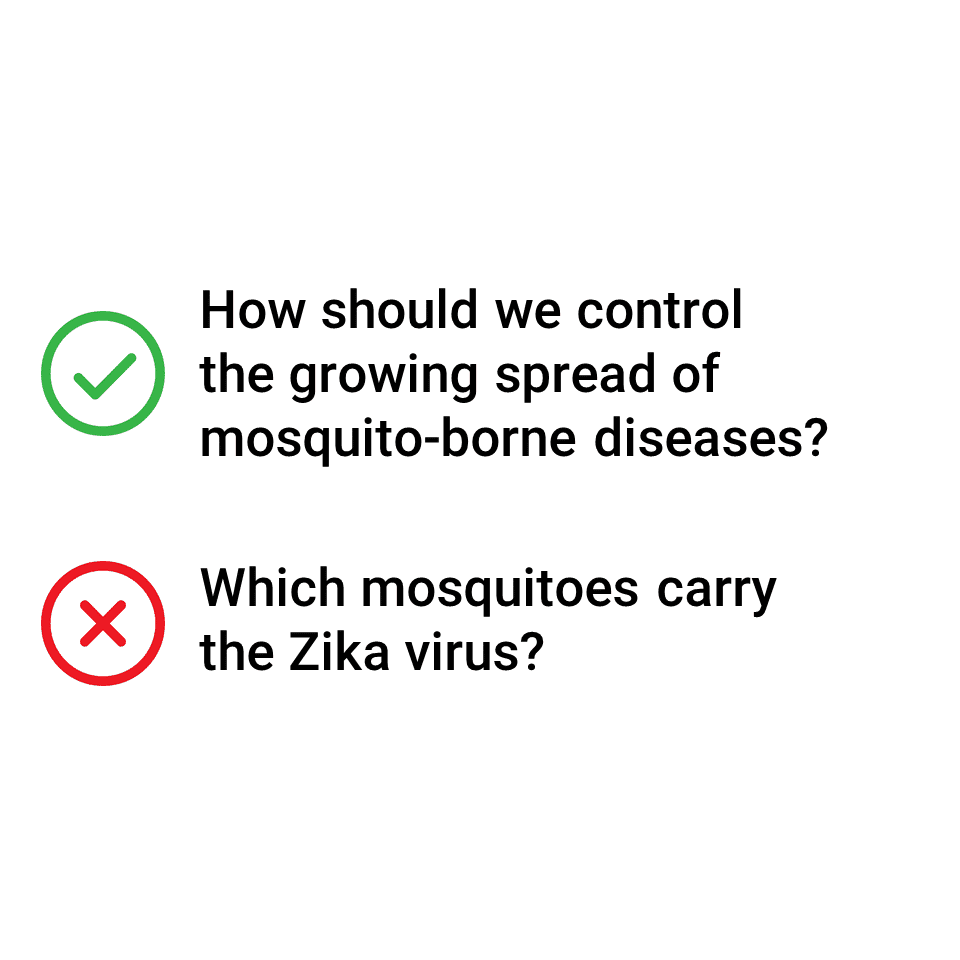 How should we control
the growing spread of
mosquito-borne diseases?
Which mosquitoes carry
the Zika virus?